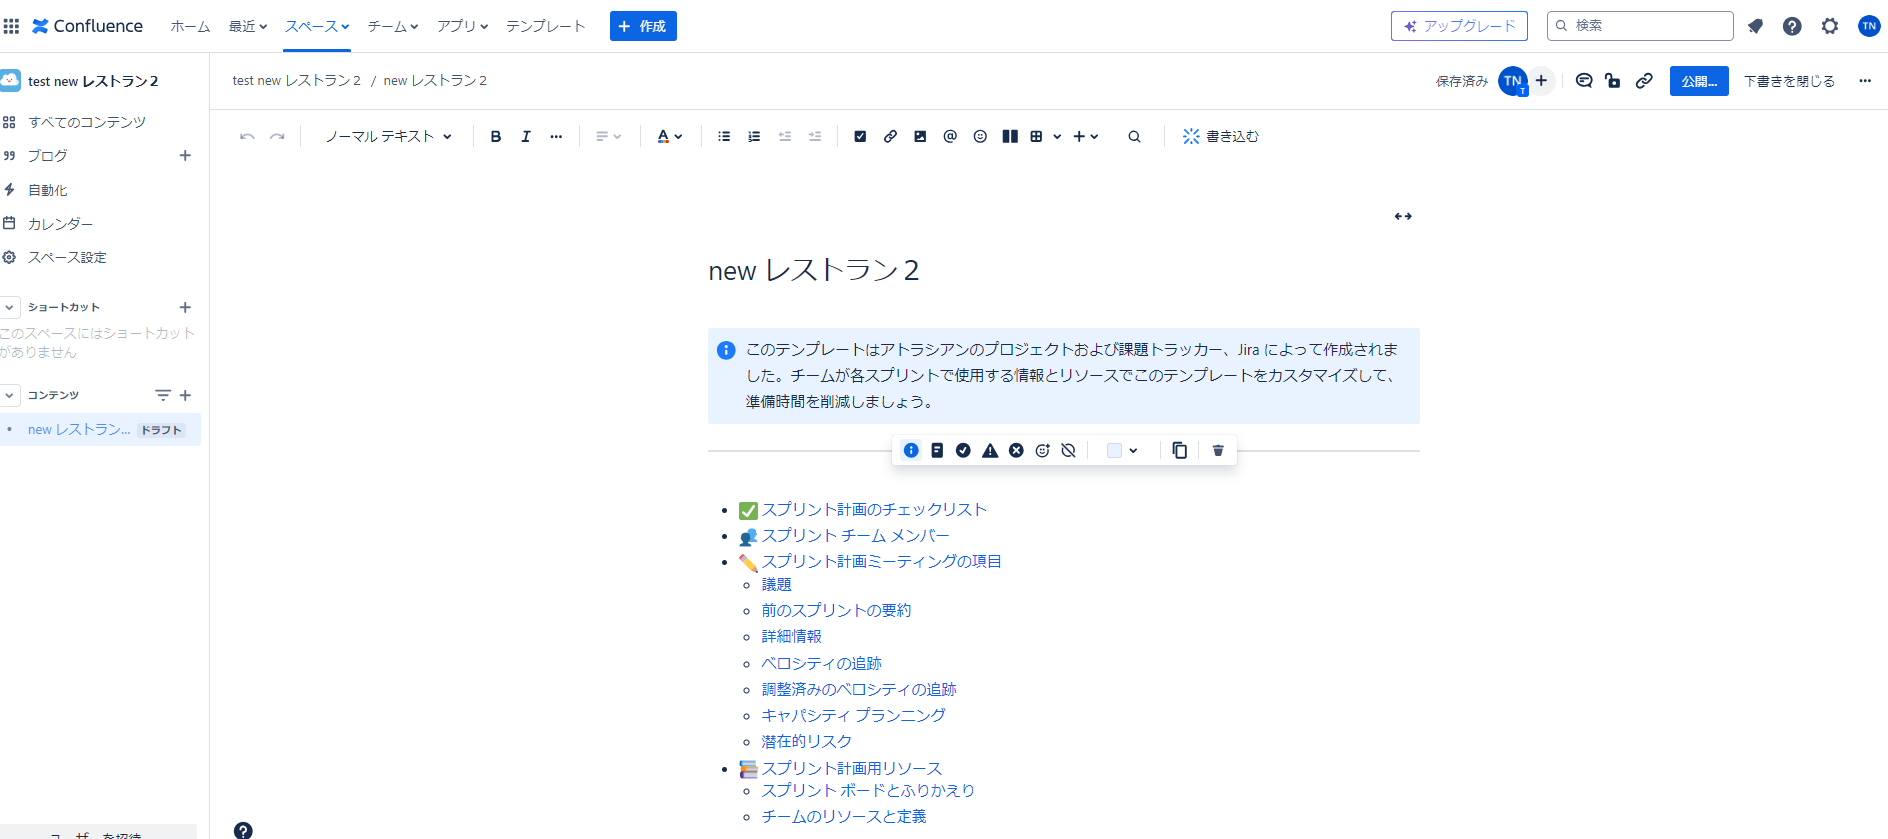 Confluence ホーム 最近 スペース チーム アプリ テンプレート + 作成 アップグレード 検索 TN
test new レストラン２
すべてのコンテンツ
ブログ
自動化
カレンダー
スペース設定
ショートカット
このスペースにはショートカット
がありません
コンテンツ
new レストラン... ドラフト
test new レストラン２ / new レストラン２ 保存済み TN T 公開... 下書きを閉じる
ノーマル テキスト B I A 書き込む
new レストラン２
このテンプレートはアトラシアンのプロジェクトおよび課題トラッカー、Jira によって作成されま
した。チームが各スプリントで使用する情報とリソースでこのテンプレートをカスタマイズして、
準備時間を削減しましょう。
スプリント計画のチェックリスト
スプリント チーム メンバー
スプリント計画ミーティングの項目
議題
前のスプリントの要約
詳細情報
ベロシティの追跡
調整済みのベロシティの追跡
キャパシティ プランニング
潜在的リスク
スプリント計画用リソース
スプリント ボードとふりかえり
チームのリソースと定義